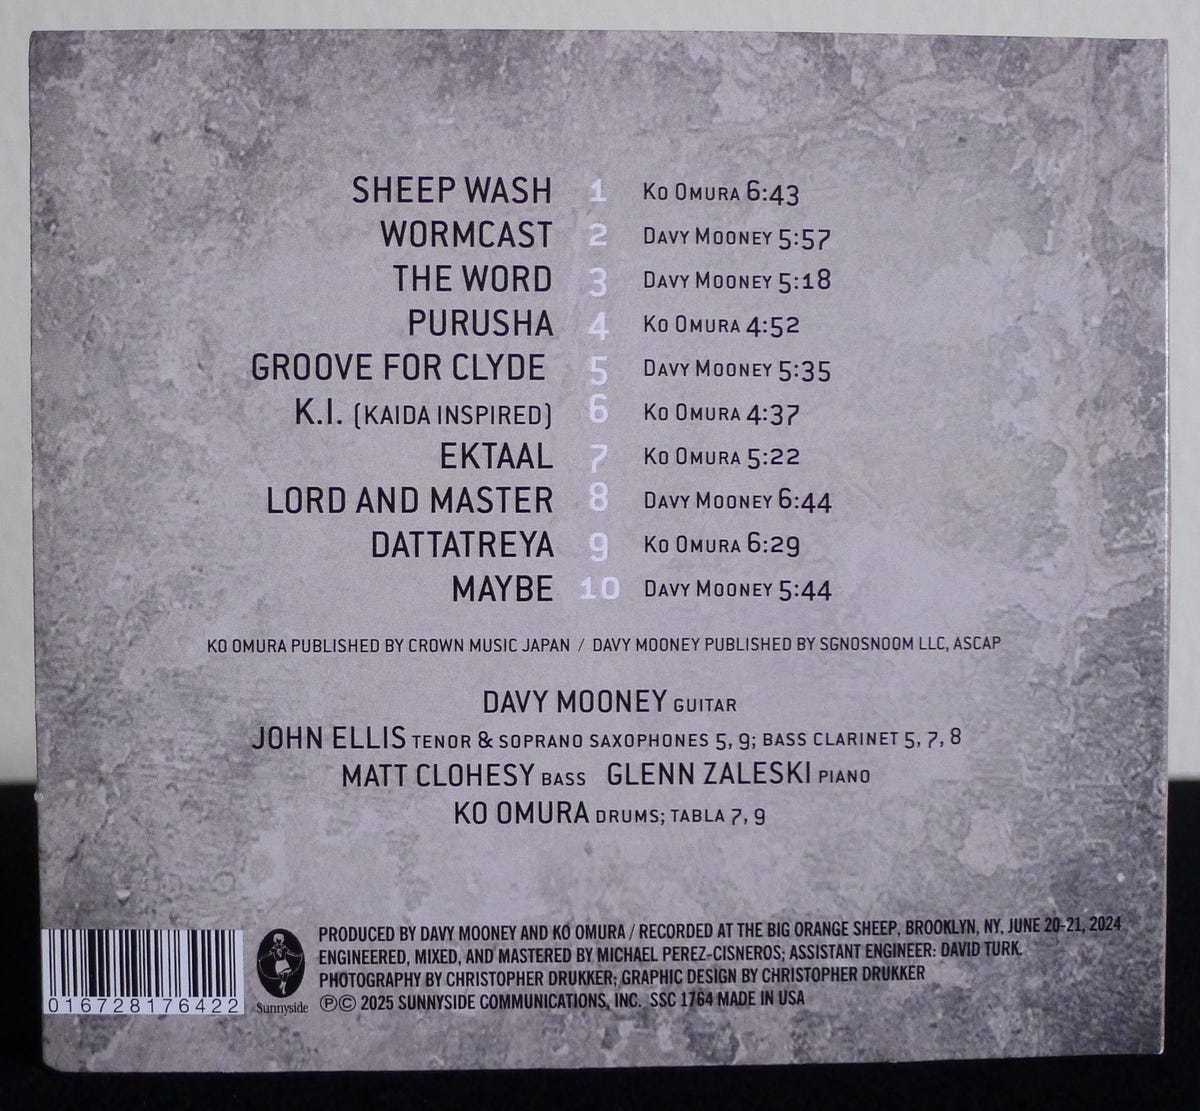 SHEEP WASH 1 KO OMURA 6:43
WORMCAST 2 DAVY MOONEY 5:57
THE WORD 3 DAVY MOONEY 5:18
PURUSHA 4 KO OMURA 4:52
GROOVE FOR CLYDE 5 DAVY MOONEY 5:35
K.I. (KAIDA INSPIRED) 6 KO OMURA 4:37
EKTAAL 7 KO OMURA 5:22
LORD AND MASTER 8 DAVY MOONEY 6:44
DATTATREYA 9 KO OMURA 6:29
MAYBE 10 DAVY MOONEY 5:44
KO OMURA PUBLISHED BY CROWN MUSIC JAPAN / DAVY MOONEY PUBLISHED BY SGNOSNOOM LLC, ASCAP
DAVY MOONEY GUITAR
JOHN ELLIS TENOR & SOPRANO SAXOPHONES 5, 9; BASS CLARINET 5, 7, 8
MATT CLOHESY BASS GLENN ZALESKI PIANO
KO OMURA DRUMS; TABLA 7, 9
PRODUCED BY DAVY MOONEY AND KO OMURA / RECORDED AT THE BIG ORANGE SHEEP, BROOKLYN, NY, JUNE 20-21, 2024
ENGINEERED, MIXED, AND MASTERED BY MICHAEL PEREZ-CISNEROS; ASSISTANT ENGINEER: DAVID TURK.
PHOTOGRAPHY BY CHRISTOPHER DRUKKER; GRAPHIC DESIGN BY CHRISTOPHER DRUKKER
℗© 2025 SUNNYSIDE COMMUNICATIONS, INC. SSC 1764 MADE IN USA
016728176422
Sunnyside